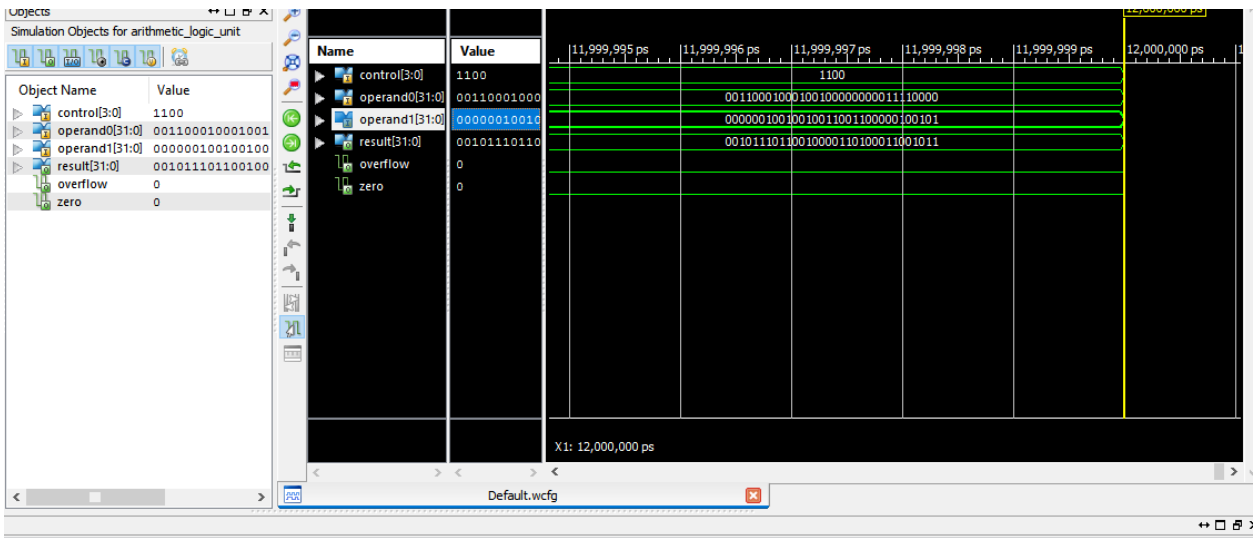 Objects
Simulation Objects for arithmetic_logic_unit
Object Name Value
control[3:0] 1100
operand0[31:0] 001100010001001
operand1[31:0] 000000100100100
result[31:0] 001011101100100
overflow 0
zero 0
12,000,000 ps
Name Value 11,999,995 ps 11,999,996 ps 11,999,997 ps 11,999,998 ps 11,999,999 ps 12,000,000 ps
control[3:0] 1100 1100
operand0[31:0] 00110001000 00110001000100100000000011110000
operand1[31:0] 00000010010 00000010010010011001100000100101
result[31:0] 00101110110 00101110110010000110100011001011
overflow 0
zero 0
X1: 12,000,000 ps
Default.wcfg